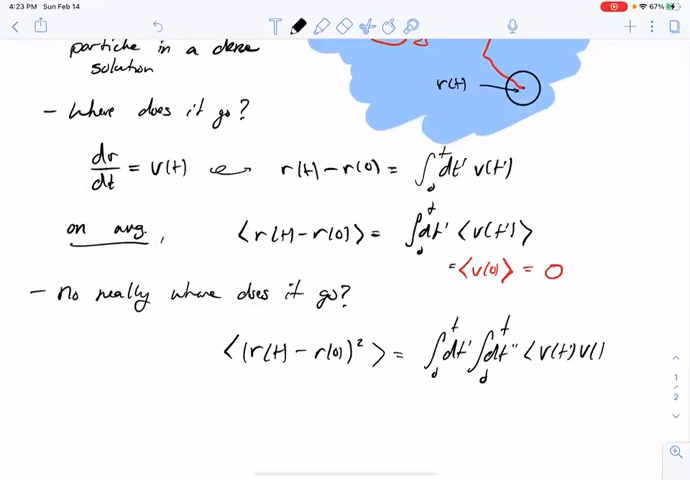 4:23 PM Sun Feb 14
67%
particle in a dense
solution
r(t)
- Where does it go?
dr/dt = v(t) r(t) - r(0) = ∫₀ᵗ dt' v(t')
on avg, ⟨r(t) - r(0)⟩ = ∫₀ᵗ dt' ⟨v(t')⟩
= ⟨v(0)⟩ = 0
- No really where does it go?
⟨(r(t) - r(0))²⟩ = ∫₀ᵗ dt' ∫₀ᵗ dt'' ⟨v(t')v(
1
/2